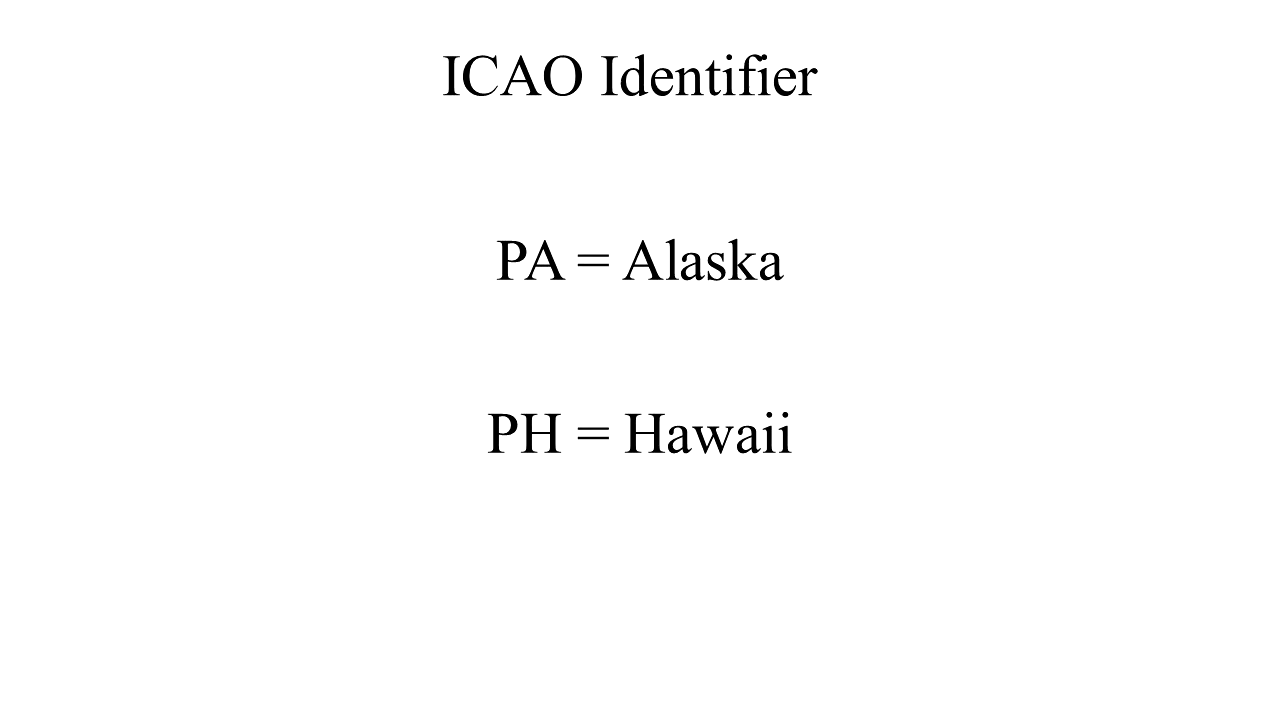 ICAO Identifier
PA = Alaska
PH = Hawaii